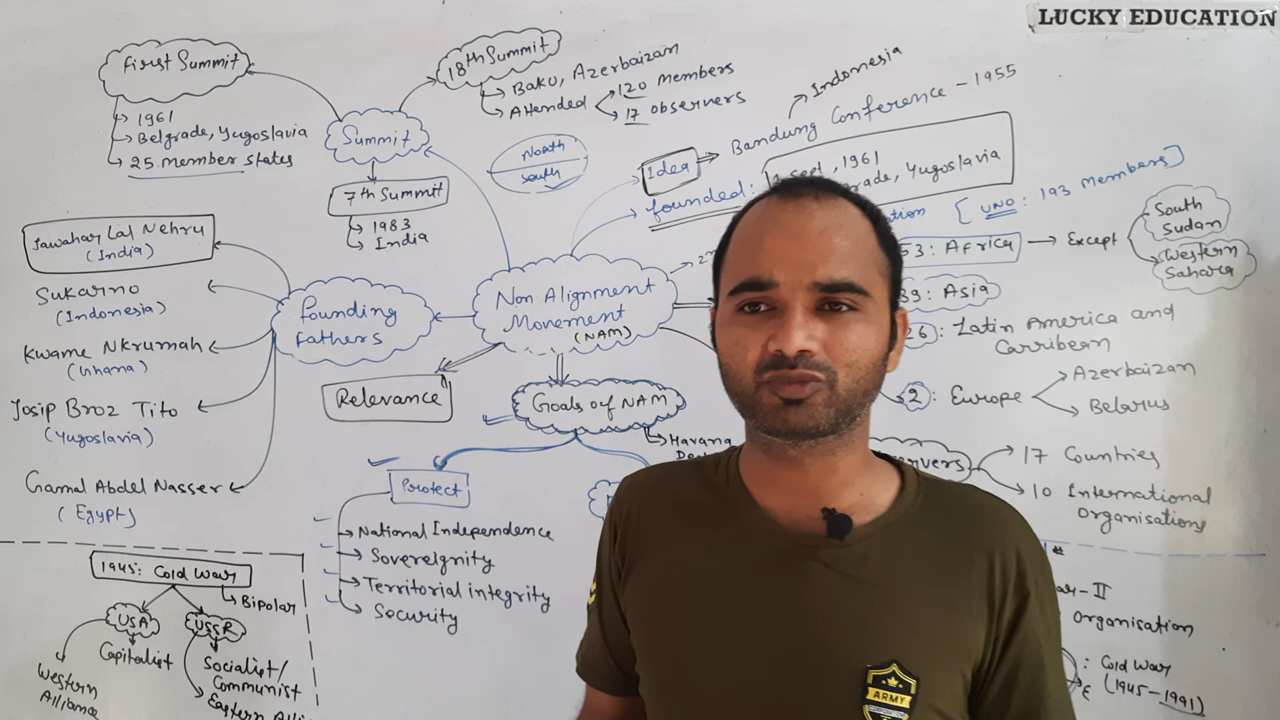 LUCKY EDUCATION
First Summit
1961
Belgrade, Yugoslavia
25 member states
Summit
18th Summit
Baku, Azerbaizan
Attended
120 Members
17 observers
7th Summit
1983
India
North
South
Idea
Bandung Conference - 1955
Indonesia
founded:
sept, 1961
Yugoslavia
[UNO: 193 Members]
53: Africa
Except
South
Sudan
Western
Sahara
39: Asia
26: Latin America and
Carribean
2: Europe
Azerbaizan
Belarus
17 Countries
10 International
Organisations
Non Alignment
Movement
(NAM)
founding
fathers
Jawahar Lal Nehru
(India)
Sukarno
(Indonesia)
Kwame Nkrumah
(Ghana)
Josip Broz Tito
(Yugoslavia)
Gamal Abdel Nasser
(Egypt)
Relevance
Goals of NAM
Havana
Protect
National Independence
Sovereignity
Territorial integrity
Security
1945: Cold War
Bipolar
USA
USSR
Capitalist
Western
Alliance
Socialist/
Communist
Eastern
II
Organisation
: Cold War
(1945-1991)
ARMY